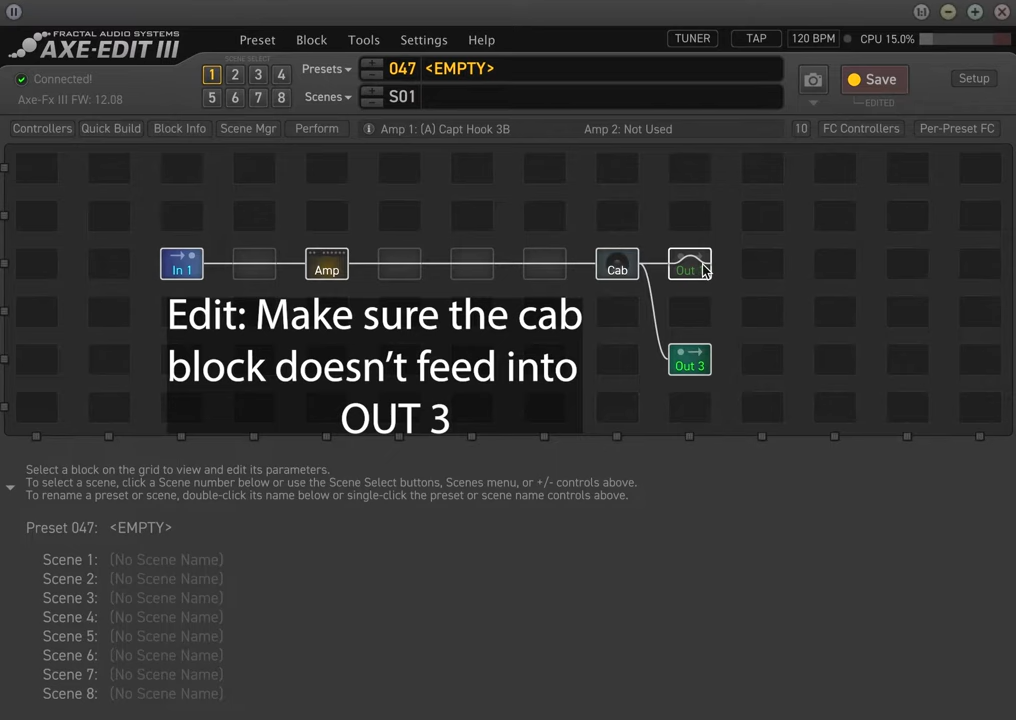 FRACTAL AUDIO SYSTEMS
AXE-EDIT III
Preset Block Tools Settings Help
TUNER TAP 120 BPM CPU 15.0%
Connected!
Axe-Fx III FW: 12.08
SCENE SELECT
1 2 3 4
5 6 7 8
Presets 047 <EMPTY>
Scenes S01
Save
EDITED
Setup
Controllers Quick Build Block Info Scene Mgr Perform Amp 1: (A) Capt Hook 3B Amp 2: Not Used 10 FC Controllers Per-Preset FC
In 1 Amp Cab Out
Out 3
Edit: Make sure the cab
block doesn't feed into
OUT 3
Select a block on the grid to view and edit its parameters.
To select a scene, click a Scene number below or use the Scene Select buttons, Scenes menu, or +/- controls above.
To rename a preset or scene, double-click its name below or single-click the preset or scene name controls above.
Preset 047: <EMPTY>
Scene 1: (No Scene Name)
Scene 2: (No Scene Name)
Scene 3: (No Scene Name)
Scene 4: (No Scene Name)
Scene 5: (No Scene Name)
Scene 6: (No Scene Name)
Scene 7: (No Scene Name)
Scene 8: (No Scene Name)